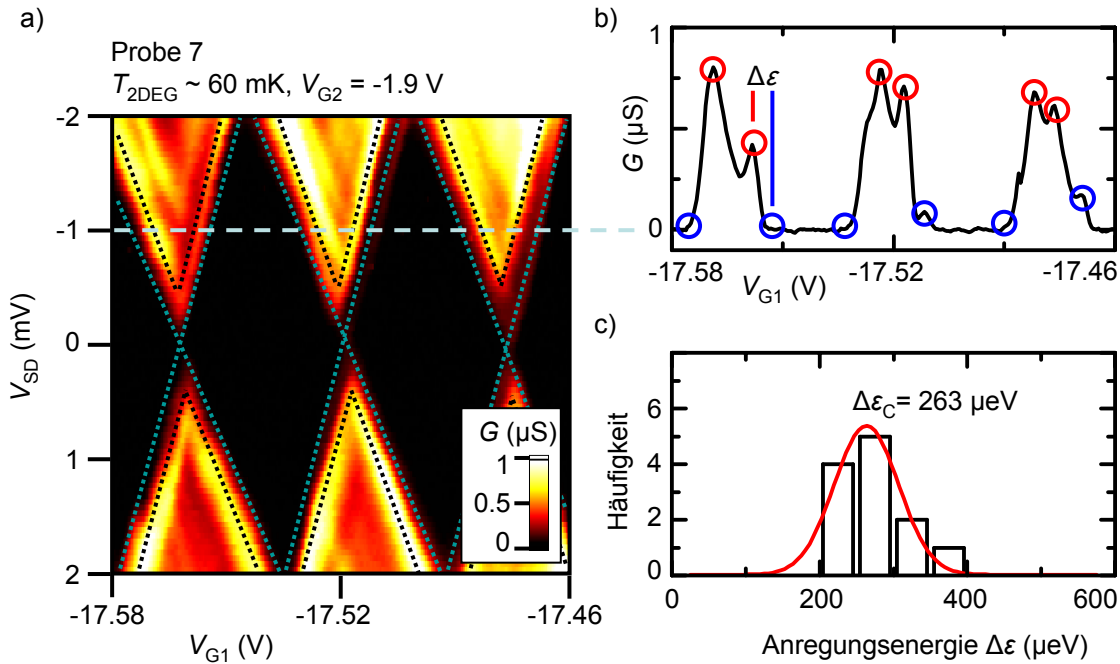 a)
Probe 7
T2DEG ~ 60 mK, VG2 = -1.9 V
-2
-1
0
1
2
VSD (mV)
-17.58
-17.52
-17.46
VG1 (V)
G (µS)
1
0.5
0
b)
1
0
G (µS)
Δε
-17.58
-17.52
-17.46
VG1 (V)
c)
6
4
2
0
Häufigkeit
ΔεC= 263 µeV
0
200
400
600
Anregungsenergie Δε (µeV)